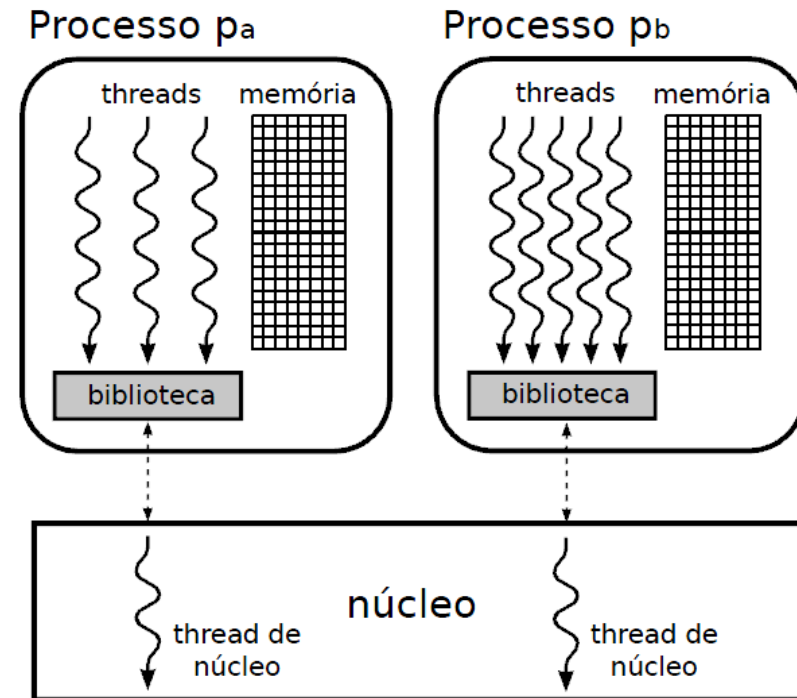 Processo pa
Processo pb
threads memória
threads memória
biblioteca
biblioteca
núcleo
thread de
núcleo
thread de
núcleo